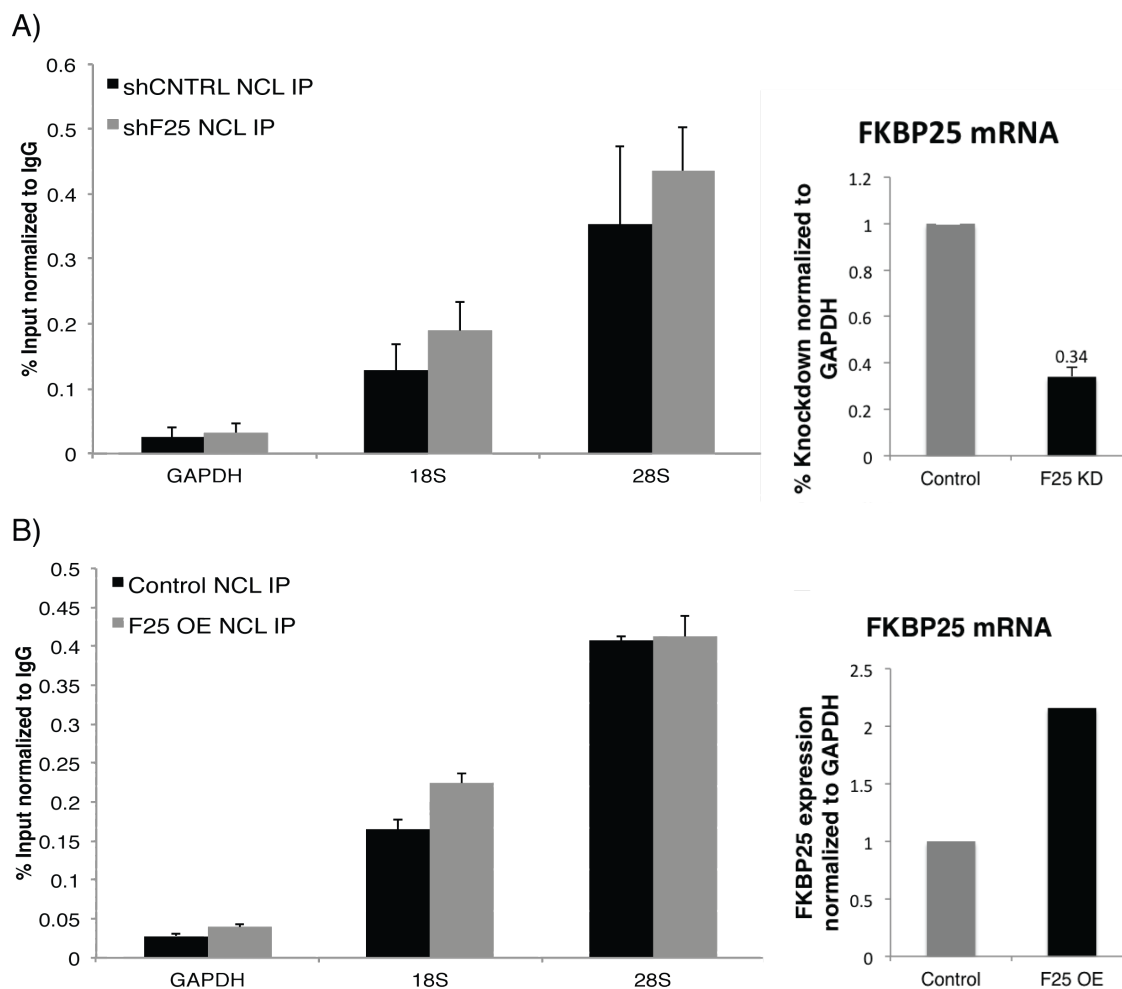 A)
shCNTRL NCL IP
shF25 NCL IP
% Input normalized to IgG
0.6
0.5
0.4
0.3
0.2
0.1
0
GAPDH
18S
28S
FKBP25 mRNA
% Knockdown normalized to
GAPDH
1.2
1
0.8
0.6
0.4
0.2
0
0.34
Control
F25 KD
B)
Control NCL IP
F25 OE NCL IP
% Input normalized to IgG
0.5
0.45
0.4
0.35
0.3
0.25
0.2
0.15
0.1
0.05
0
GAPDH
18S
28S
FKBP25 mRNA
FKBP25 expression
normalized to GAPDH
2.5
2
1.5
1
0.5
0
Control
F25 OE